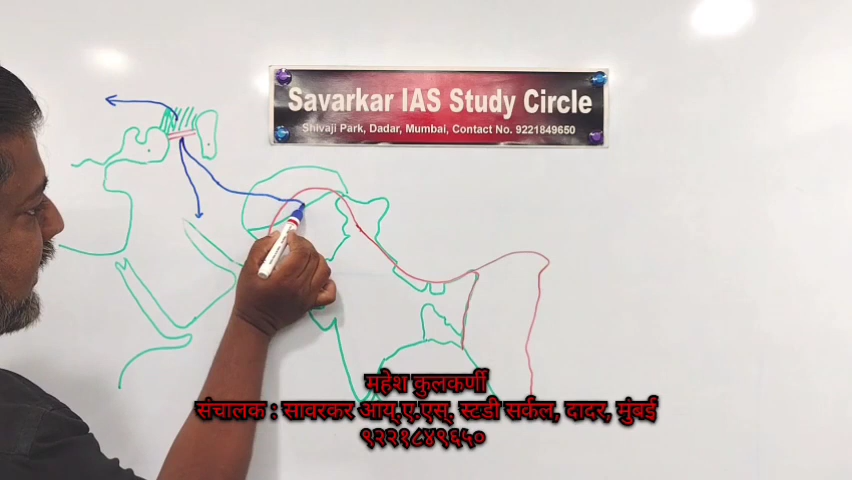 Savarkar IAS Study Circle
Shivaji Park, Dadar, Mumbai, Contact No. 9221849650
महेश कुलकर्णी
संचालक : सावरकर आय्.ए.एस्. स्टडी सर्कल, दादर, मुंबई
९२२१८४९६५०